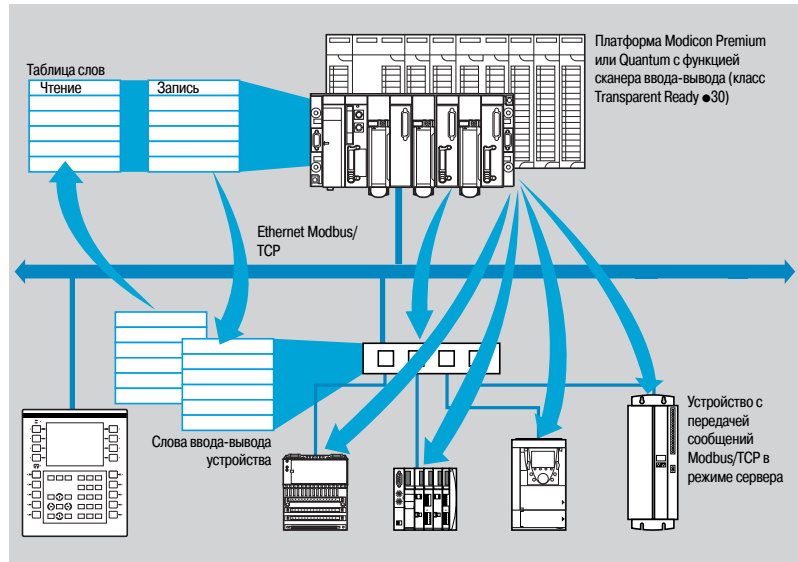 Платформа Modicon Premium
или Quantum с функцией
сканера ввода-вывода (класс
Transparent Ready ●30)
Таблица слов
Чтение
Запись
Ethernet Modbus/
TCP
Слова ввода-вывода
устройства
Устройство с
передачей
сообщений
Modbus/TCP в
режиме сервера